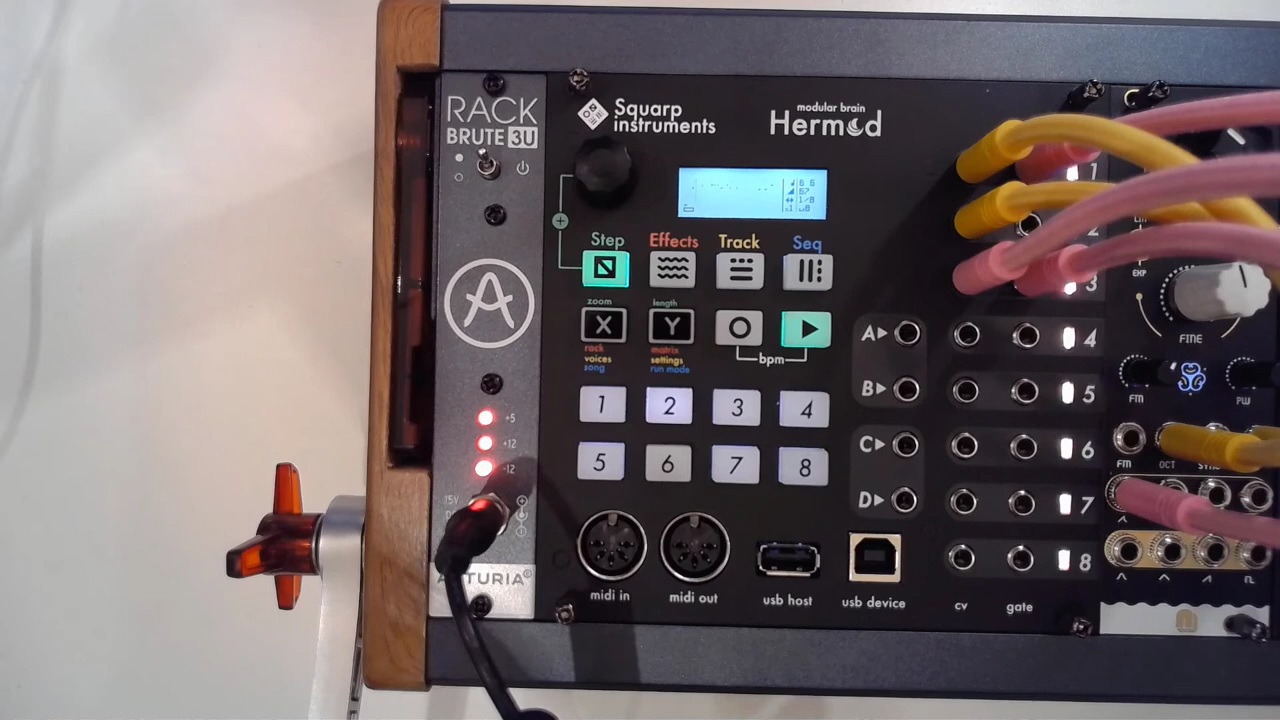 RACK
BRUTE 3U
Squarp
instruments
modular brain
Hermod
Step
Effects
Track
Seq
zoom
length
X
Y
rack
voices
song
matrix
settings
run mode
bpm
1
2
3
4
5
6
7
8
+5
+12
-12
15V
ARTURIA
midi in
midi out
usb host
usb device
A
B
C
D
1
2
3
4
5
6
7
8
cv
gate
EXP
FINE
FM
PW
FM
OCT
1/8